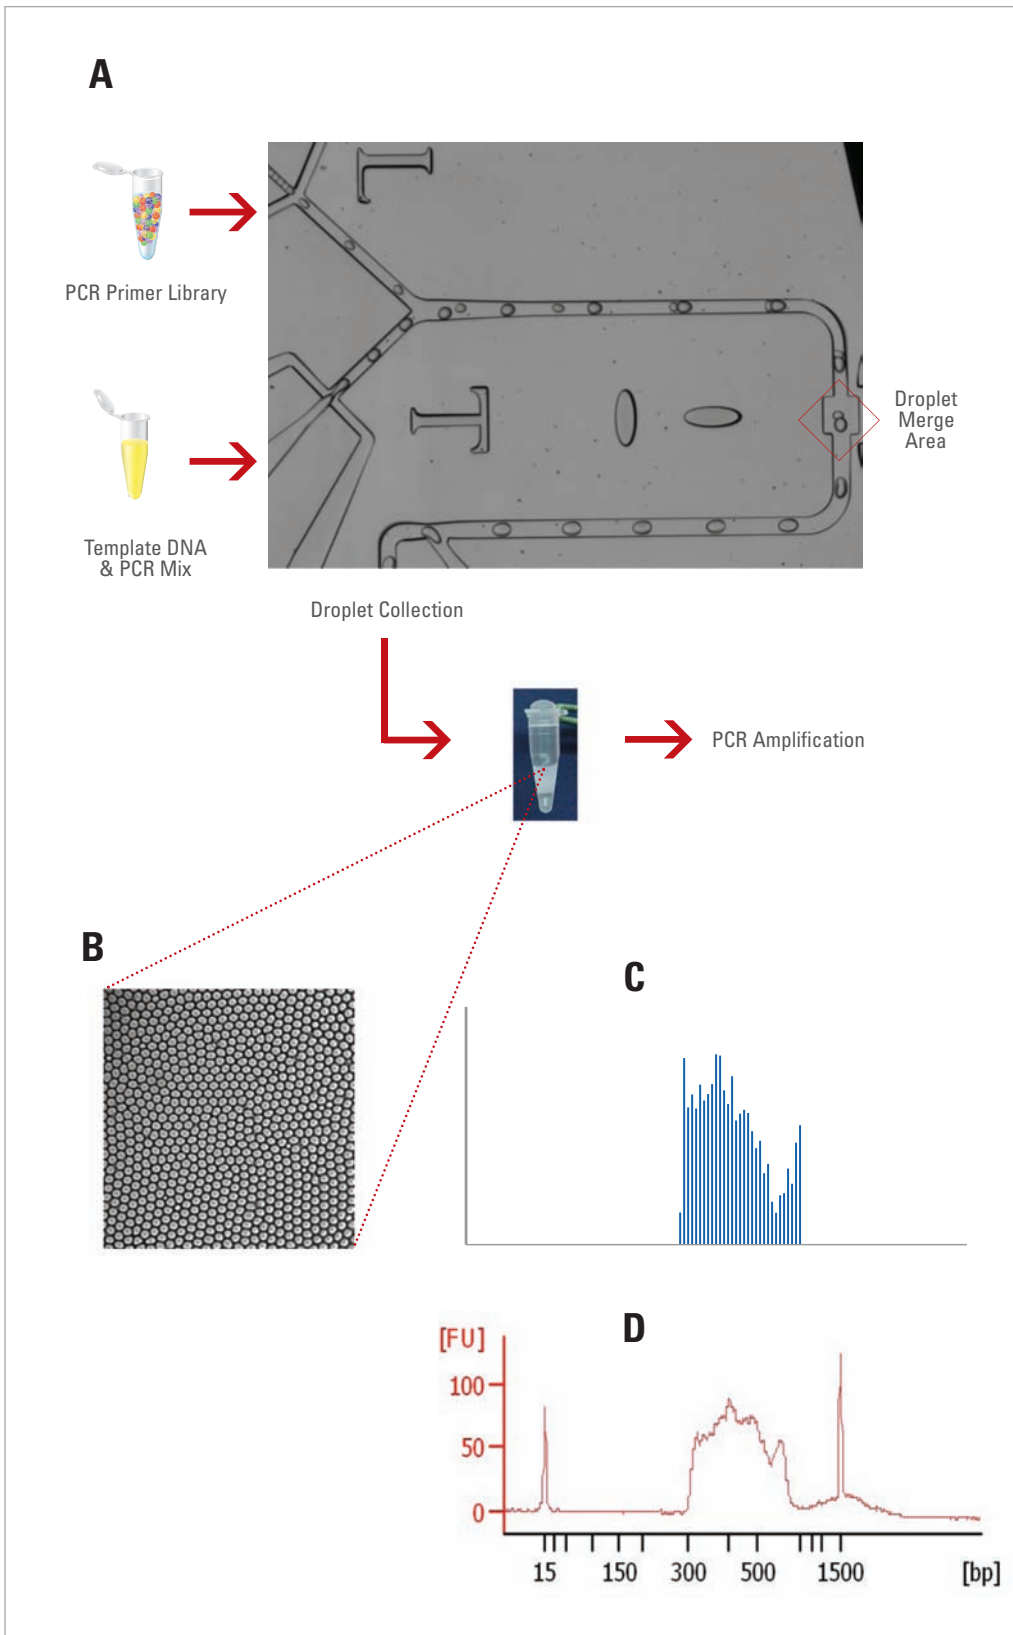 A
PCR Primer Library
Template DNA
& PCR Mix
Droplet
Merge
Area
Droplet Collection
PCR Amplification
B
C
D
[FU]
100
50
0
15
150
300
500
1500
[bp]